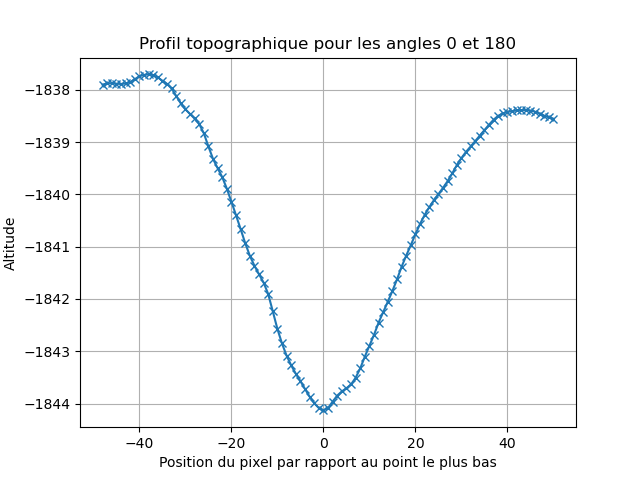 Profil topographique pour les angles 0 et 180
−1838
−1839
−1840
−1841
−1842
−1843
−1844
Altitude
−40 −20 0 20 40
Position du pixel par rapport au point le plus bas